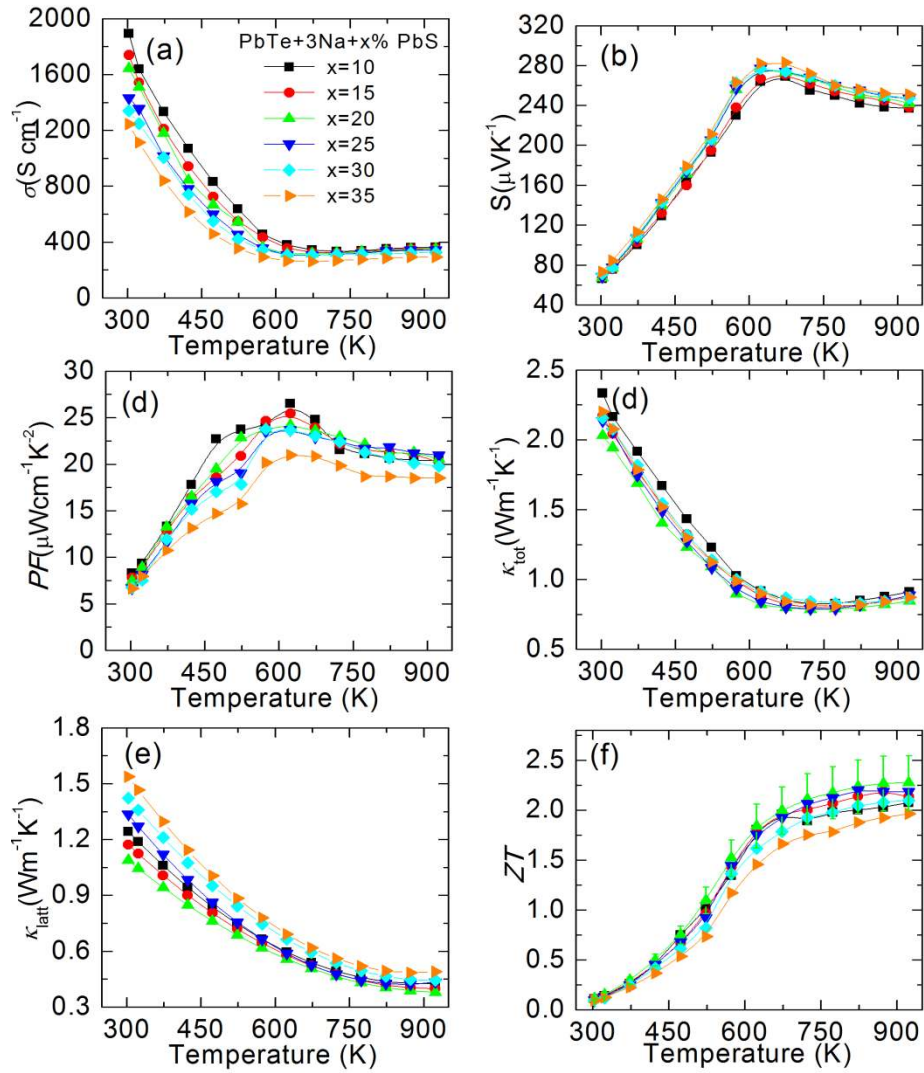 (a)
PbTe+3Na+x% PbS
x=10
x=15
x=20
x=25
x=30
x=35
σ(S cm⁻¹)
2000
1600
1200
800
400
0
300 450 600 750 900
Temperature (K)
(b)
S(μVK⁻¹)
320
280
240
200
160
120
80
40
300 450 600 750 900
Temperature (K)
(d)
PF(μWcm⁻¹K⁻²)
30
25
20
15
10
5
0
300 450 600 750 900
Temperature (K)
(d)
κtot(Wm⁻¹K¹)
2.5
2.0
1.5
1.0
0.5
300 450 600 750 900
Temperature (K)
(e)
κlatt(Wm⁻¹K¹)
1.8
1.5
1.2
0.9
0.6
0.3
300 450 600 750 900
Temperature (K)
(f)
ZT
2.5
2.0
1.5
1.0
0.5
0.0
300 450 600 750 900
Temperature (K)